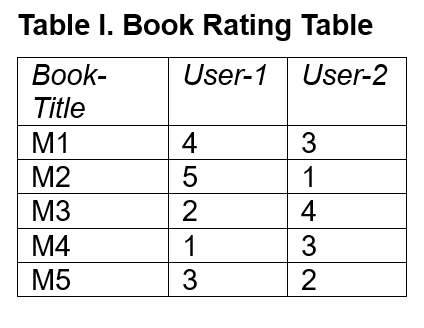 Table I. Book Rating Table
Book-
Title User-1 User-2
M1 4 3
M2 5 1
M3 2 4
M4 1 3
M5 3 2